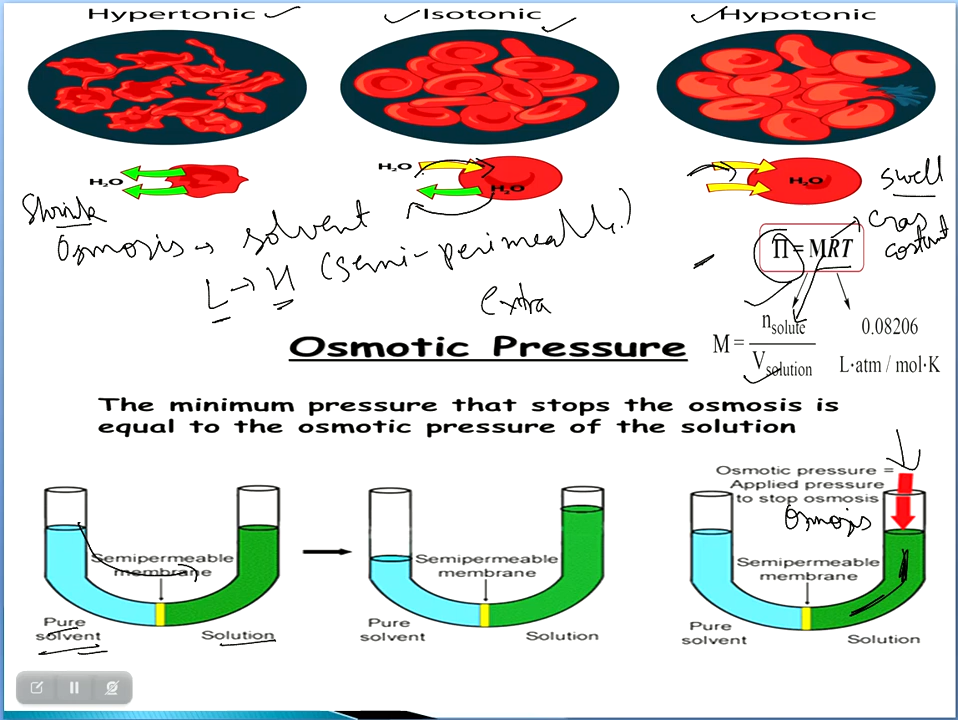 Hypertonic Isotonic Hypotonic
H₂O H₂O H₂O H₂O
swell
Shrink
Osmosis → solvent
L → H (semi-perimeable)
extra
Gas constant
Π = MRT
M = n solute / V solution
0.08206
L·atm / mol·K
Osmotic Pressure
The minimum pressure that stops the osmosis is
equal to the osmotic pressure of the solution
Osmotic pressure =
Applied pressure
to stop osmosis
Osmosis
Semipermeable
membrane
Pure
solvent
Solution
Semipermeable
membrane
Pure
solvent
Solution
Semipermeable
membrane
Pure
solvent
Solution